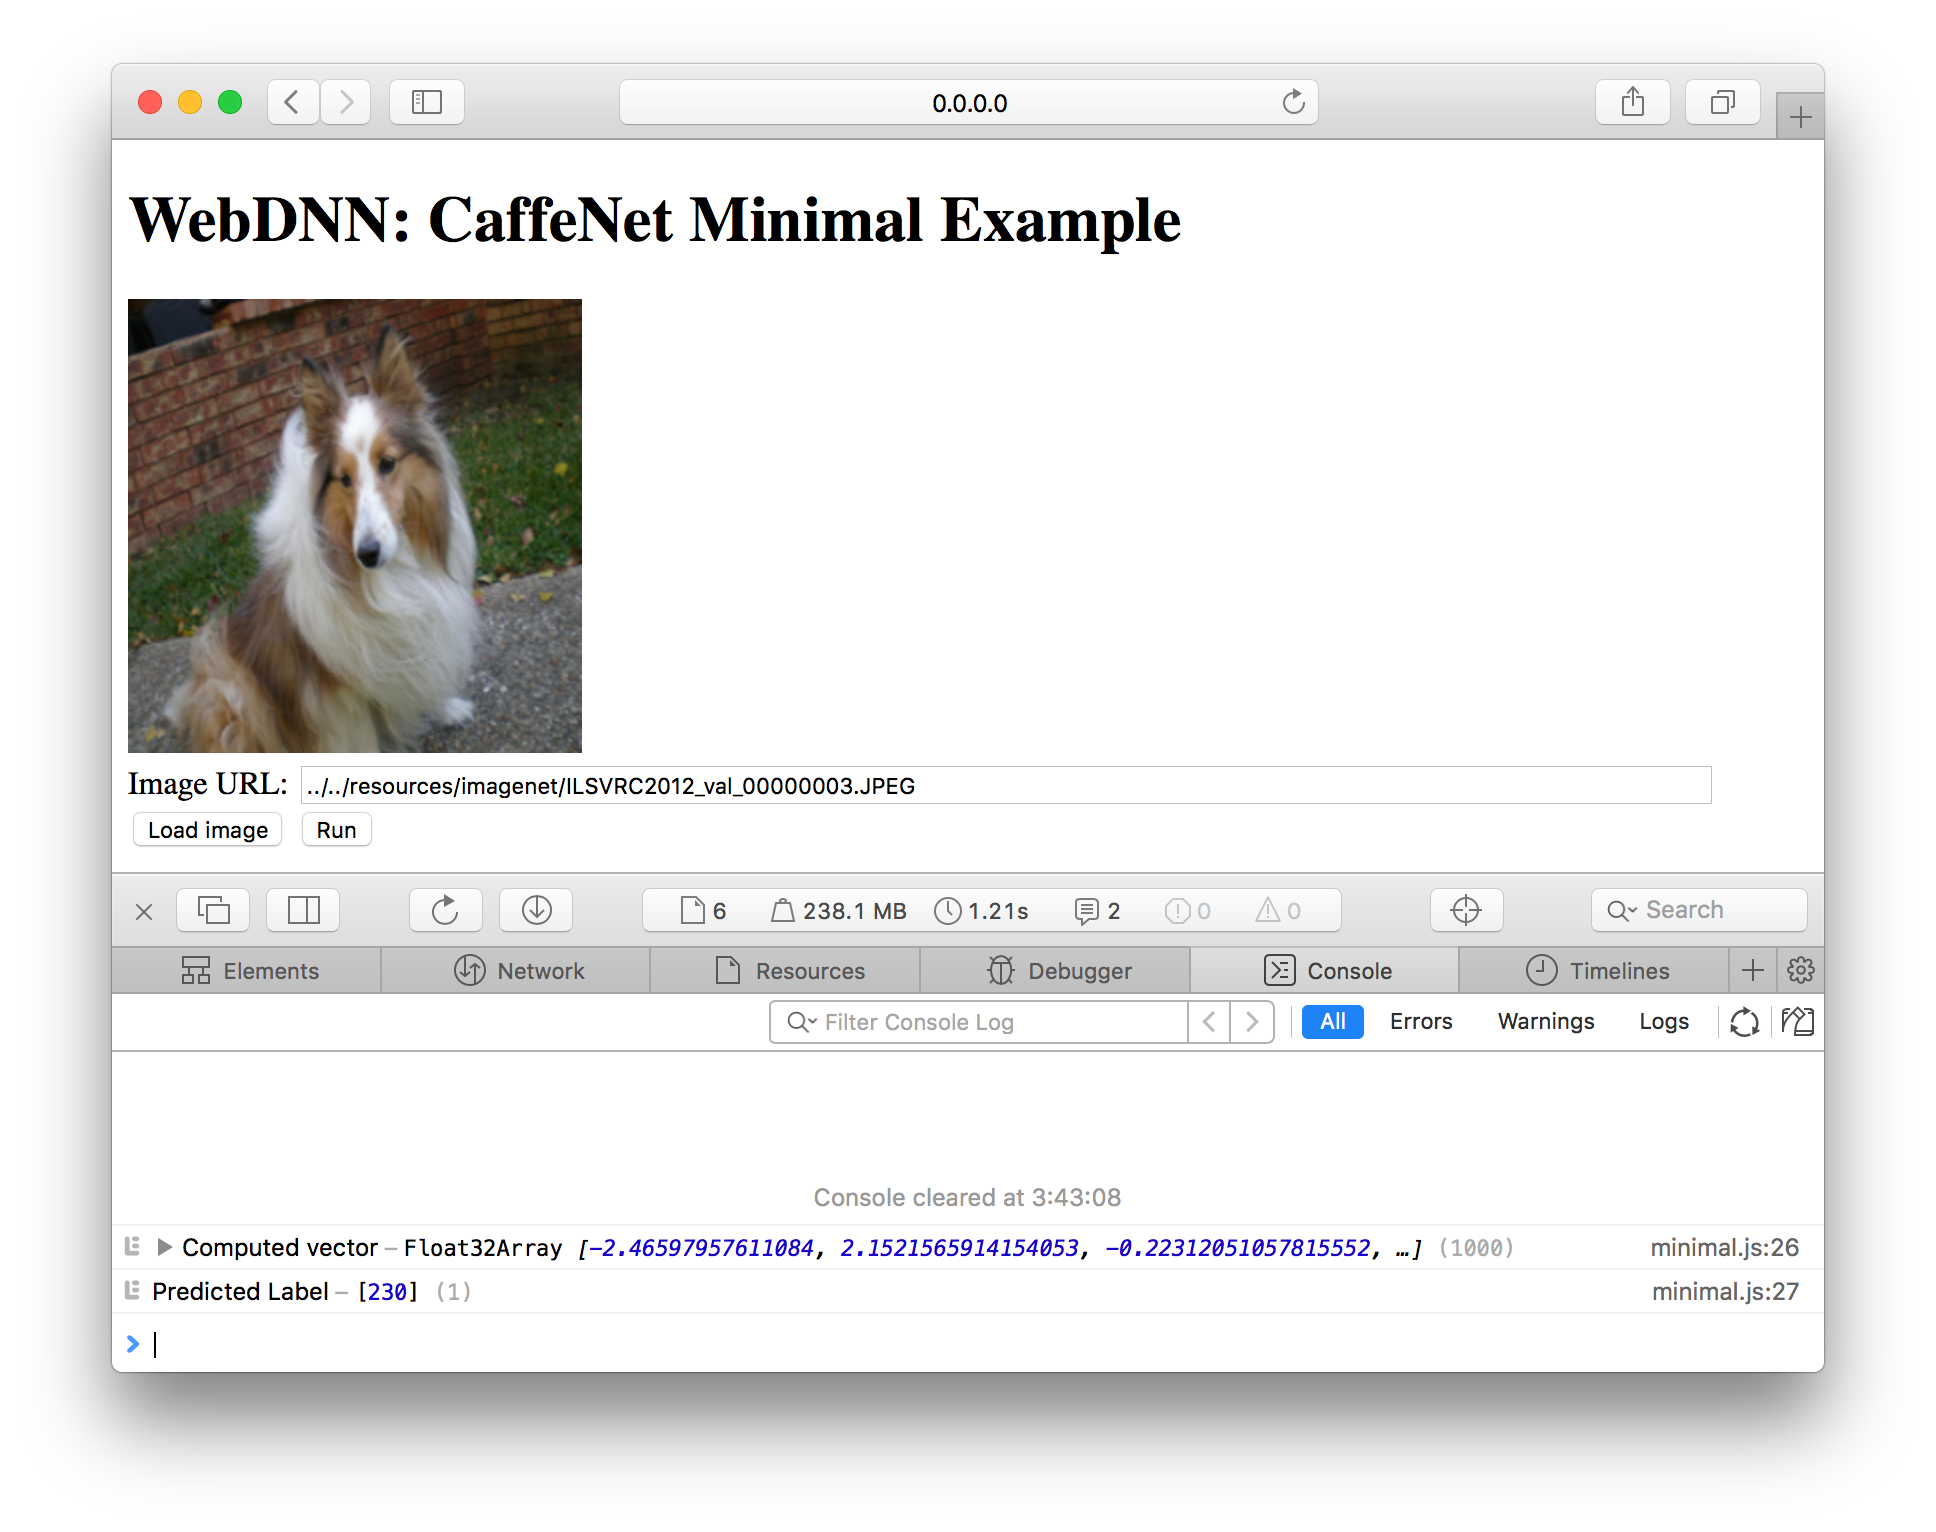 0.0.0.0
WebDNN: CaffeNet Minimal Example
Image URL: ../../resources/imagenet/ILSVRC2012_val_00000003.JPEG
Load image Run
6 238.1 MB 1.21s 2 0 0 Search
Elements Network Resources Debugger Console Timelines
Filter Console Log All Errors Warnings Logs
Console cleared at 3:43:08
Computed vector – Float32Array [-2.46597957611084, 2.1521565914154053, -0.22312051057815552, …] (1000) minimal.js:26
Predicted Label – [230] (1) minimal.js:27